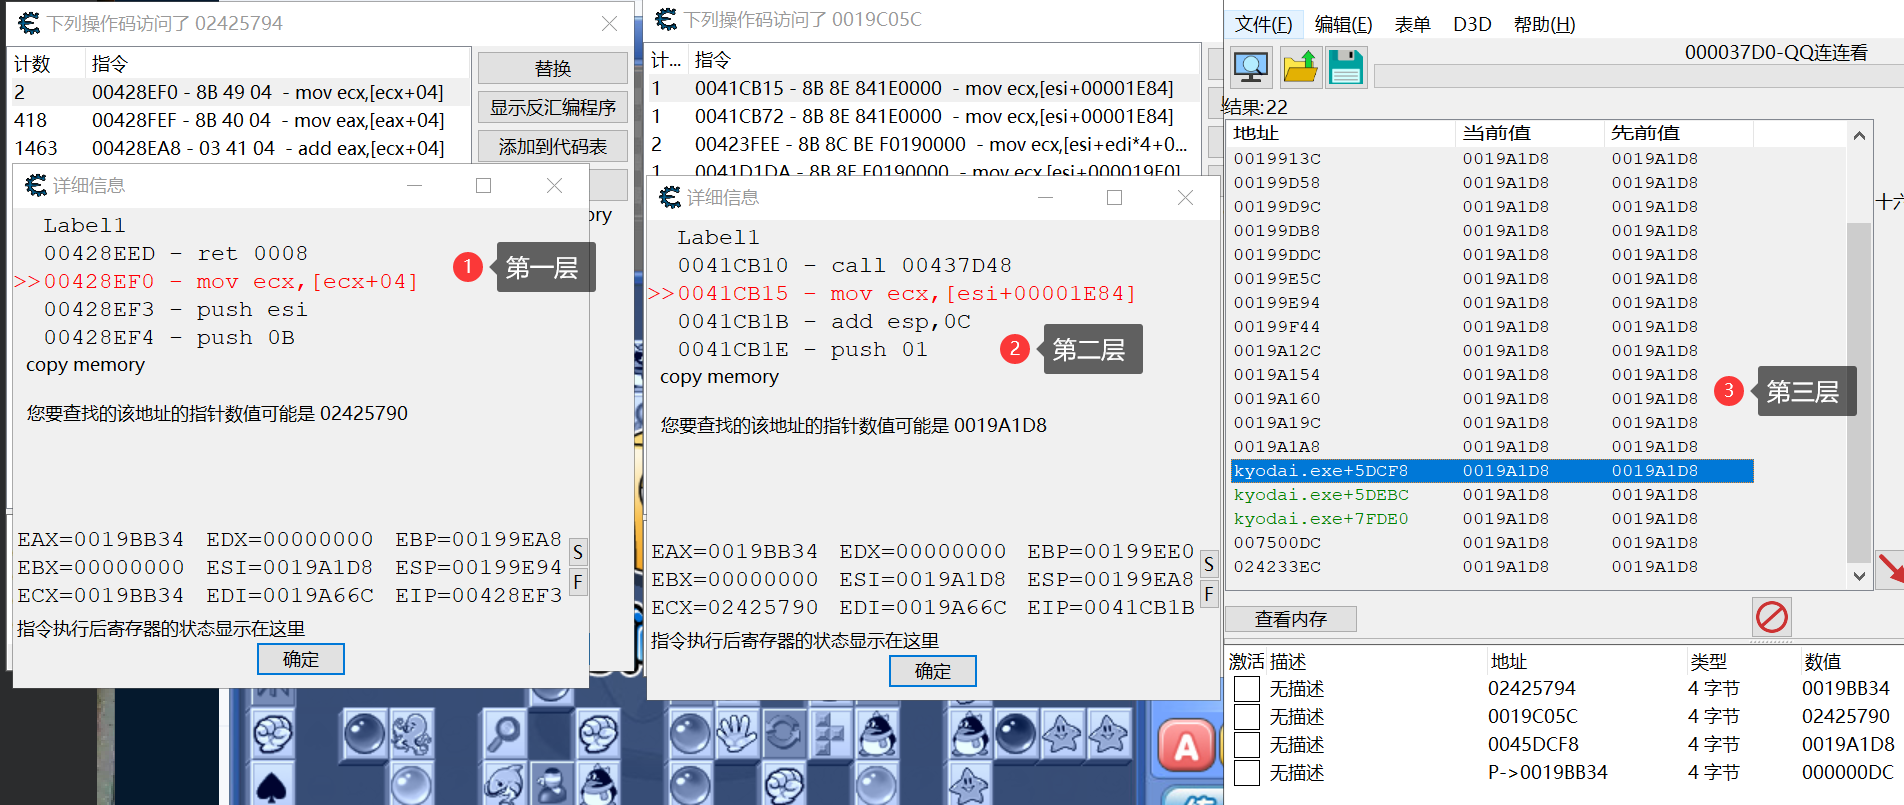 下列操作码访问了 02425794
计数 指令
2 00428EF0 - 8B 49 04 - mov ecx,[ecx+04]
418 00428FEF - 8B 40 04 - mov eax,[eax+04]
1463 00428EA8 - 03 41 04 - add eax,[ecx+04]
替换
显示反汇编程序
添加到代码表
ory
详细信息
Label1
00428EED - ret 0008
>>00428EF0 - mov ecx,[ecx+04]
00428EF3 - push esi
00428EF4 - push 0B
1 第一层
copy memory
您要查找的该地址的指针数值可能是 02425790
EAX=0019BB34 EDX=00000000 EBP=00199EA8
EBX=00000000 ESI=0019A1D8 ESP=00199E94
ECX=0019BB34 EDI=0019A66C EIP=00428EF3
S
F
指令执行后寄存器的状态显示在这里
确定
下列操作码访问了 0019C05C
计... 指令
1 0041CB15 - 8B 8E 841E0000 - mov ecx,[esi+00001E84]
1 0041CB72 - 8B 8E 841E0000 - mov ecx,[esi+00001E84]
2 00423FEE - 8B 8C BE F0190000 - mov ecx,[esi+edi*4+0...
1 0041D1DA - 8B 8E F0190000 - mov ecx,[esi+000019F0]
详细信息
Label1
0041CB10 - call 00437D48
>>0041CB15 - mov ecx,[esi+00001E84]
0041CB1B - add esp,0C
0041CB1E - push 01
2 第二层
copy memory
您要查找的该地址的指针数值可能是 0019A1D8
EAX=0019BB34 EDX=00000000 EBP=00199EE0
EBX=00000000 ESI=0019A1D8 ESP=00199EA8
ECX=02425790 EDI=0019A66C EIP=0041CB1B
S
F
指令执行后寄存器的状态显示在这里
确定
文件(F) 编辑(E) 表单 D3D 帮助(H)
000037D0-QQ连连看
结果:22
地址 当前值 先前值
0019913C 0019A1D8 0019A1D8
00199D58 0019A1D8 0019A1D8
00199D9C 0019A1D8 0019A1D8
00199DB8 0019A1D8 0019A1D8
00199DDC 0019A1D8 0019A1D8
00199E5C 0019A1D8 0019A1D8
00199E94 0019A1D8 0019A1D8
00199F44 0019A1D8 0019A1D8
0019A12C 0019A1D8 0019A1D8
0019A154 0019A1D8 0019A1D8
0019A160 0019A1D8 0019A1D8
0019A19C 0019A1D8 0019A1D8
0019A1A8 0019A1D8 0019A1D8
kyodai.exe+5DCF8 0019A1D8 0019A1D8
kyodai.exe+5DEBC 0019A1D8 0019A1D8
kyodai.exe+7FDE0 0019A1D8 0019A1D8
007500DC 0019A1D8 0019A1D8
024233EC 0019A1D8 0019A1D8
3 第三层
十六
查看内存
激活 描述 地址 类型 数值
无描述 02425794 4 字节 0019BB34
无描述 0019C05C 4 字节 02425790
无描述 0045DCF8 4 字节 0019A1D8
无描述 P->0019BB34 4 字节 000000DC
A